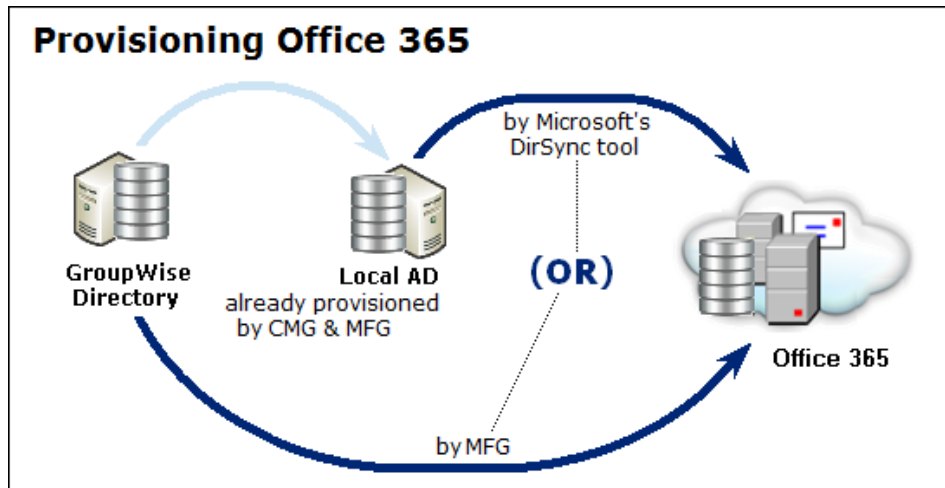 Provisioning Office 365
by Microsoft's
DirSync tool
GroupWise
Directory
Local AD
already provisioned
by CMG & MFG
(OR)
Office 365
by MFG